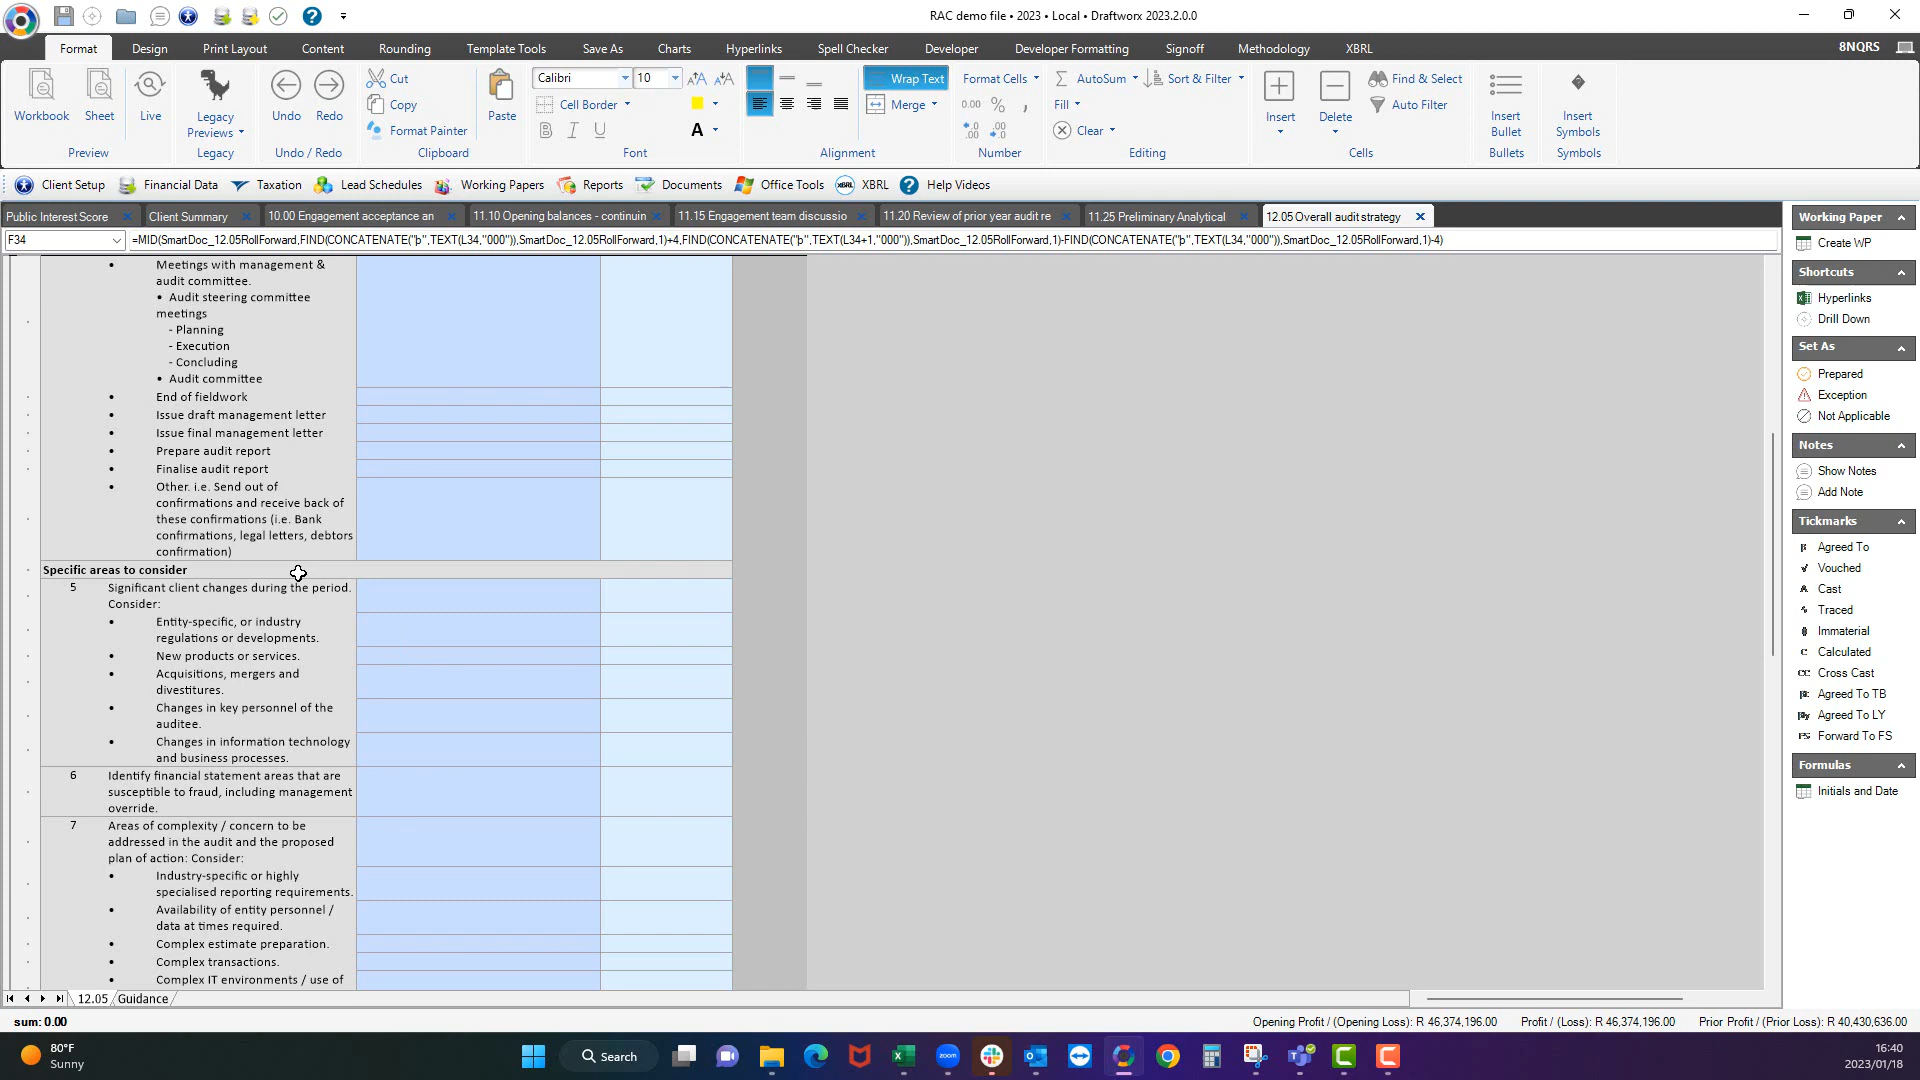 RAC demo file • 2023 • Local • Draftworx 2023.2.0.0
Format Design Print Layout Content Rounding Template Tools Save As Charts Hyperlinks Spell Checker Developer Developer Formatting Signoff Methodology XBRL 8NQRS
Workbook Sheet Live Legacy Previews Undo Redo Cut Copy Format Painter Paste Calibri 10 Cell Border Wrap Text Merge Format Cells AutoSum Sort & Filter Fill Clear Insert Delete Find & Select Auto Filter Insert Bullet Insert Symbols
Preview Legacy Undo / Redo Clipboard Font Alignment Number Editing Cells Bullets Symbols
Client Setup Financial Data Taxation Lead Schedules Working Papers Reports Documents Office Tools XBRL Help Videos
Public Interest Score Client Summary 10.00 Engagement acceptance an 11.10 Opening balances - continuin 11.15 Engagement team discussio 11.20 Review of prior year audit re 11.25 Preliminary Analytical 12.05 Overall audit strategy
F34 =MID(SmartDoc_12.05RollForward,FIND(CONCATENATE("þ",TEXT(L34,"000")),SmartDoc_12.05RollForward,1)+4,FIND(CONCATENATE("þ",TEXT(L34+1,"000")),SmartDoc_12.05RollForward,1)-FIND(CONCATENATE("þ",TEXT(L34,"000")),SmartDoc_12.05RollForward,1)-4)
• Meetings with management &
audit committee.
• Audit steering committee
meetings
- Planning
- Execution
- Concluding
• Audit committee
• End of fieldwork
• Issue draft management letter
• Issue final management letter
• Prepare audit report
• Finalise audit report
• Other. i.e. Send out of
confirmations and receive back of
these confirmations (i.e. Bank
confirmations, legal letters, debtors
confirmation)
Specific areas to consider
5 Significant client changes during the period.
Consider:
• Entity-specific, or industry
regulations or developments.
• New products or services.
• Acquisitions, mergers and
divestitures.
• Changes in key personnel of the
auditee.
• Changes in information technology
and business processes.
6 Identify financial statement areas that are
susceptible to fraud, including management
override.
7 Areas of complexity / concern to be
addressed in the audit and the proposed
plan of action: Consider:
• Industry-specific or highly
specialised reporting requirements.
• Availability of entity personnel /
data at times required.
• Complex estimate preparation.
• Complex transactions.
• Complex IT environments / use of
Working Paper
Create WP
Shortcuts
Hyperlinks
Drill Down
Set As
Prepared
Exception
Not Applicable
Notes
Show Notes
Add Note
Tickmarks
Agreed To
Vouched
Cast
Traced
Immaterial
C Calculated
CC Cross Cast
Agreed To TB
Agreed To LY
FS Forward To FS
Formulas
Initials and Date
12.05 Guidance
sum: 0.00 Opening Profit / (Opening Loss): R 46,374,196.00 Profit / (Loss): R 46,374,196.00 Prior Profit / (Prior Loss): R 40,430,636.00
80°F
Sunny
Search
zoom
16:40
2023/01/18